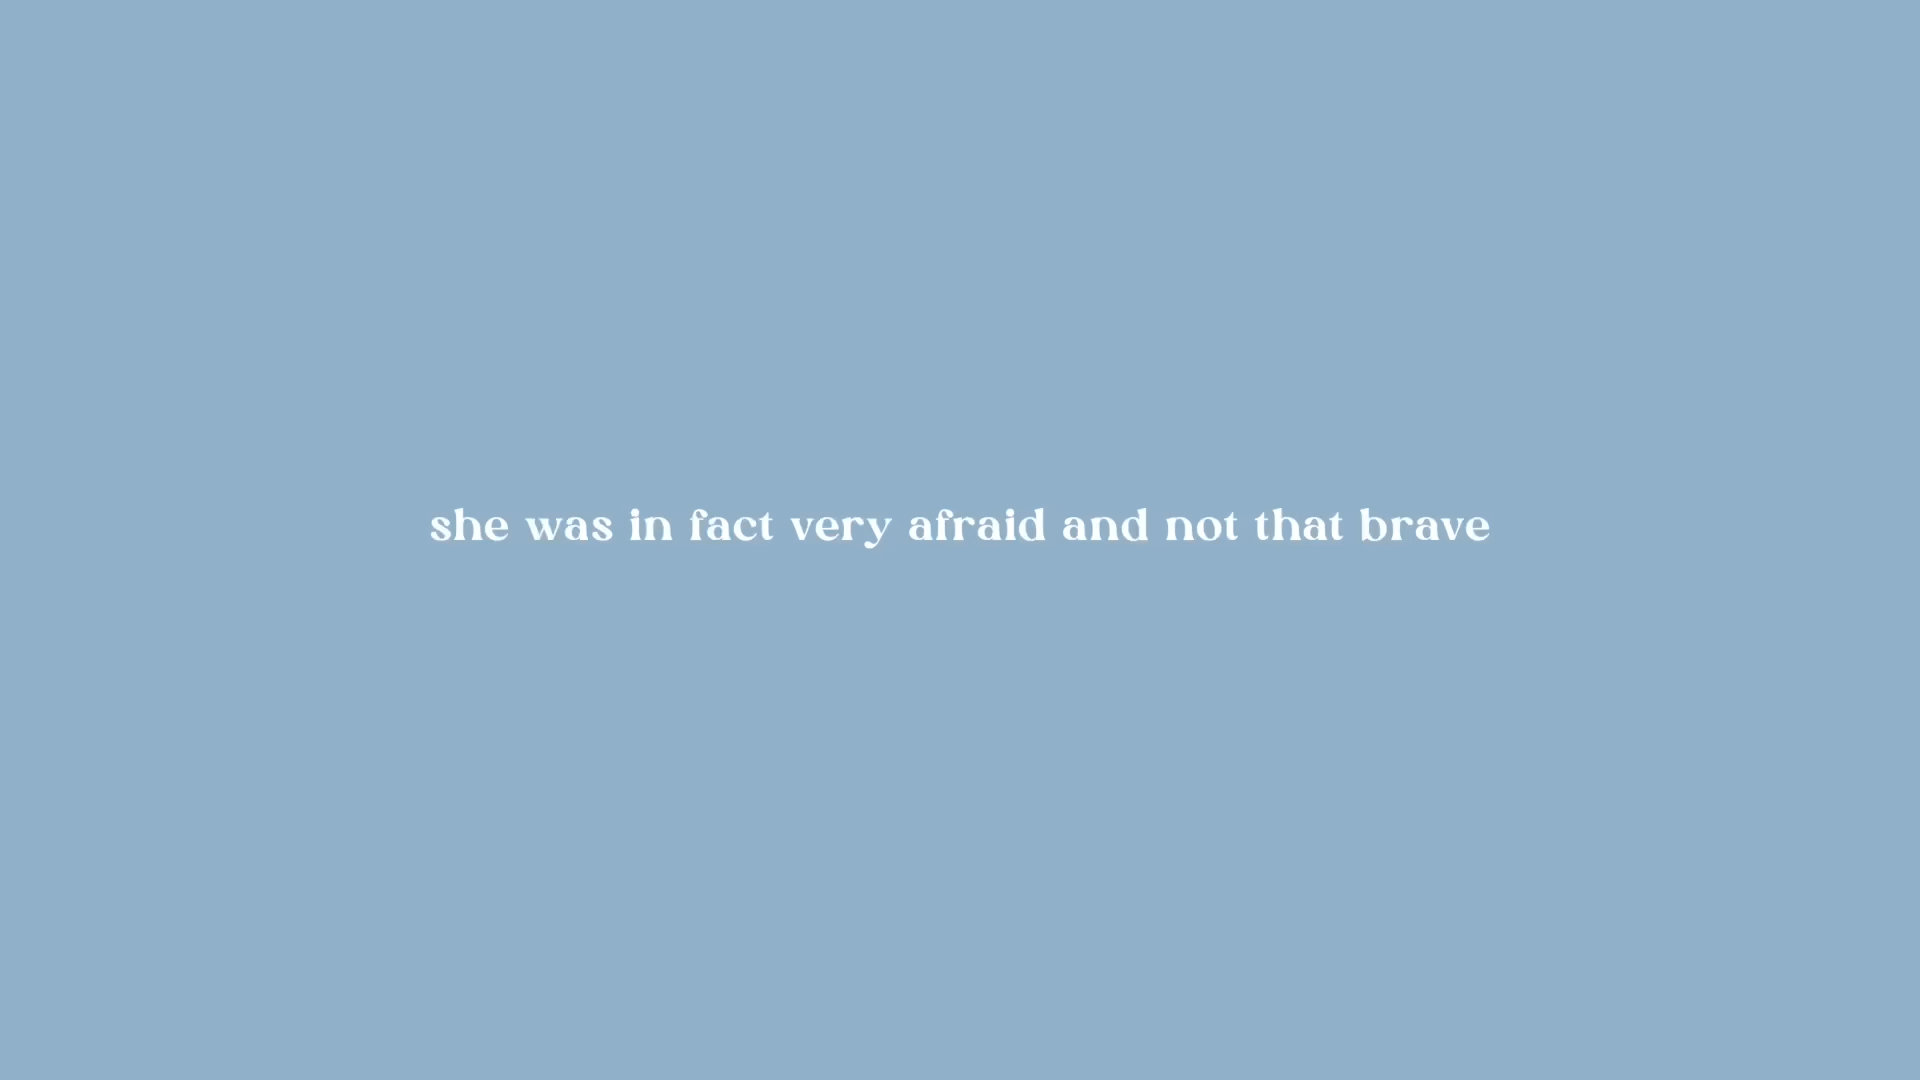 she was in fact very afraid and not that brave